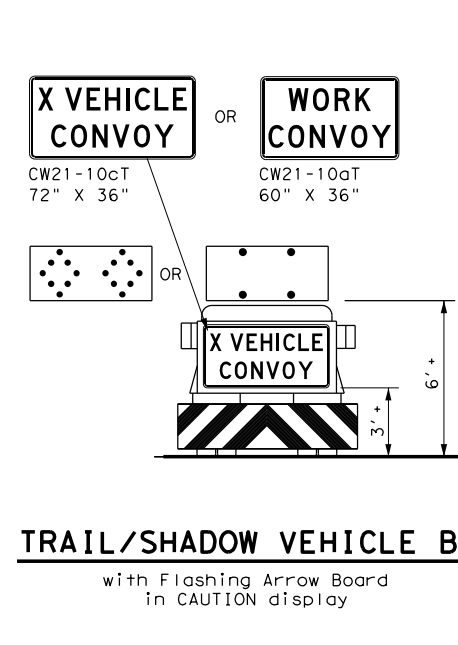 X VEHICLE
CONVOY
OR
WORK
CONVOY
CW21-10cT
72" X 36"
CW21-10aT
60" X 36"
OR
X VEHICLE
CONVOY
6' +
3' +
TRAIL/SHADOW VEHICLE B
with Flashing Arrow Board
in CAUTION display